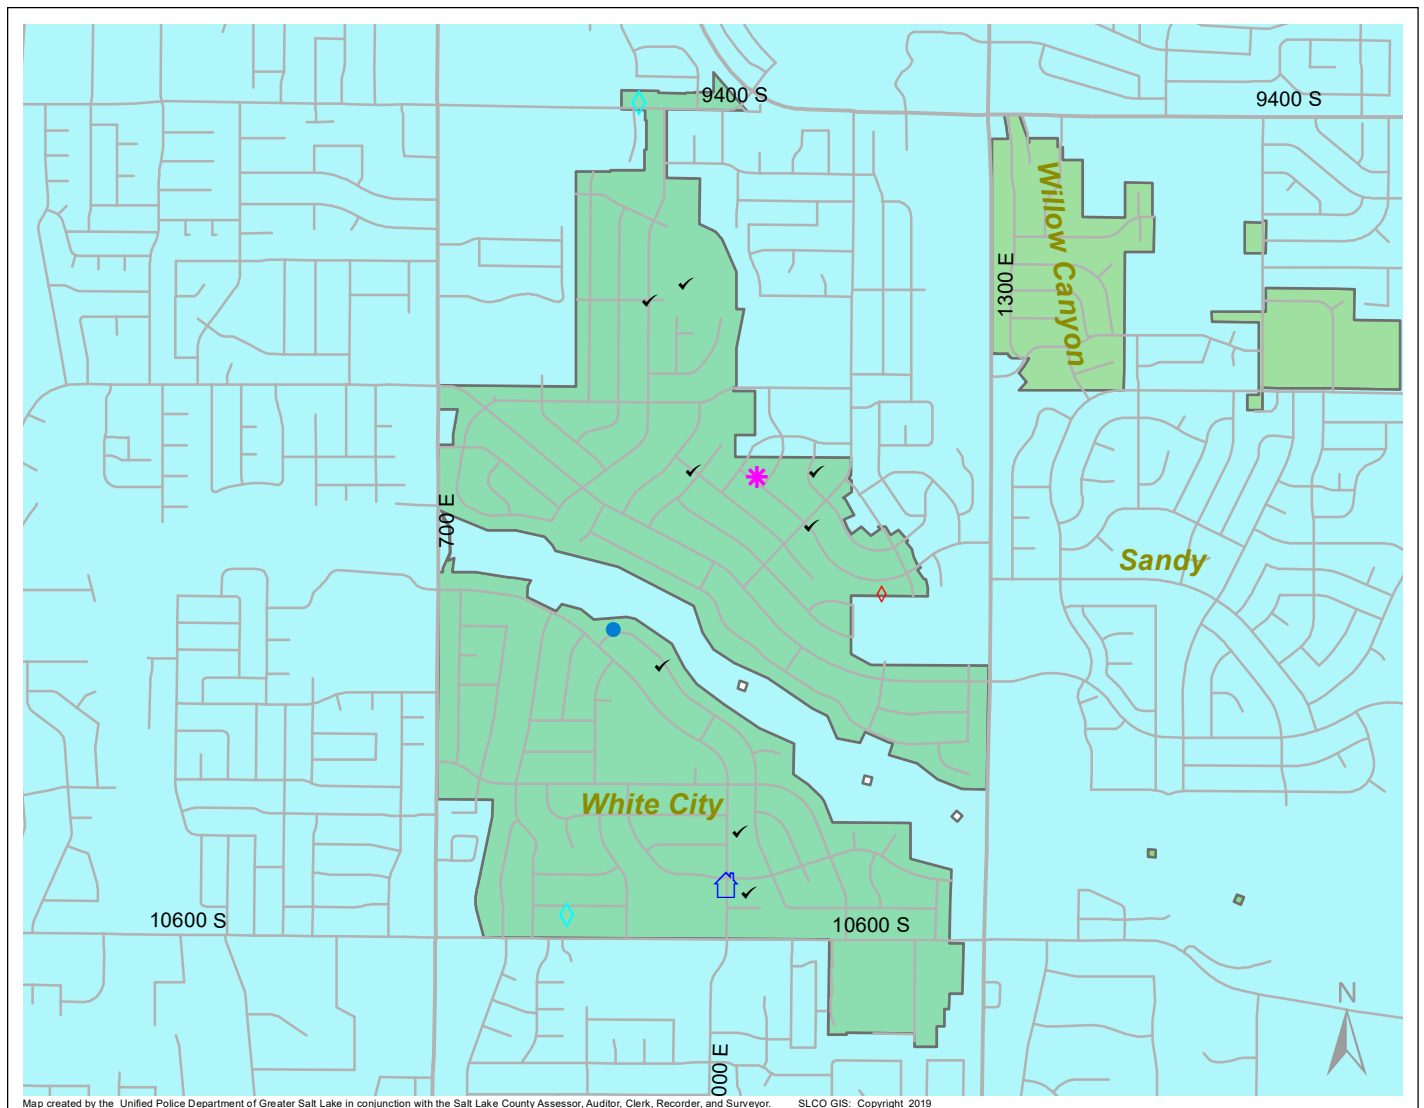 9400 S
9400 S
Willow Canyon
1300 E
700 E
Sandy
White City
10600 S
10600 S
N
000 E
Map created by the Unified Police Department of Greater Salt Lake in conjunction with the Salt Lake County Assessor, Auditor, Clerk, Recorder, and Surveyor. SLCO GIS: Copyright 2019